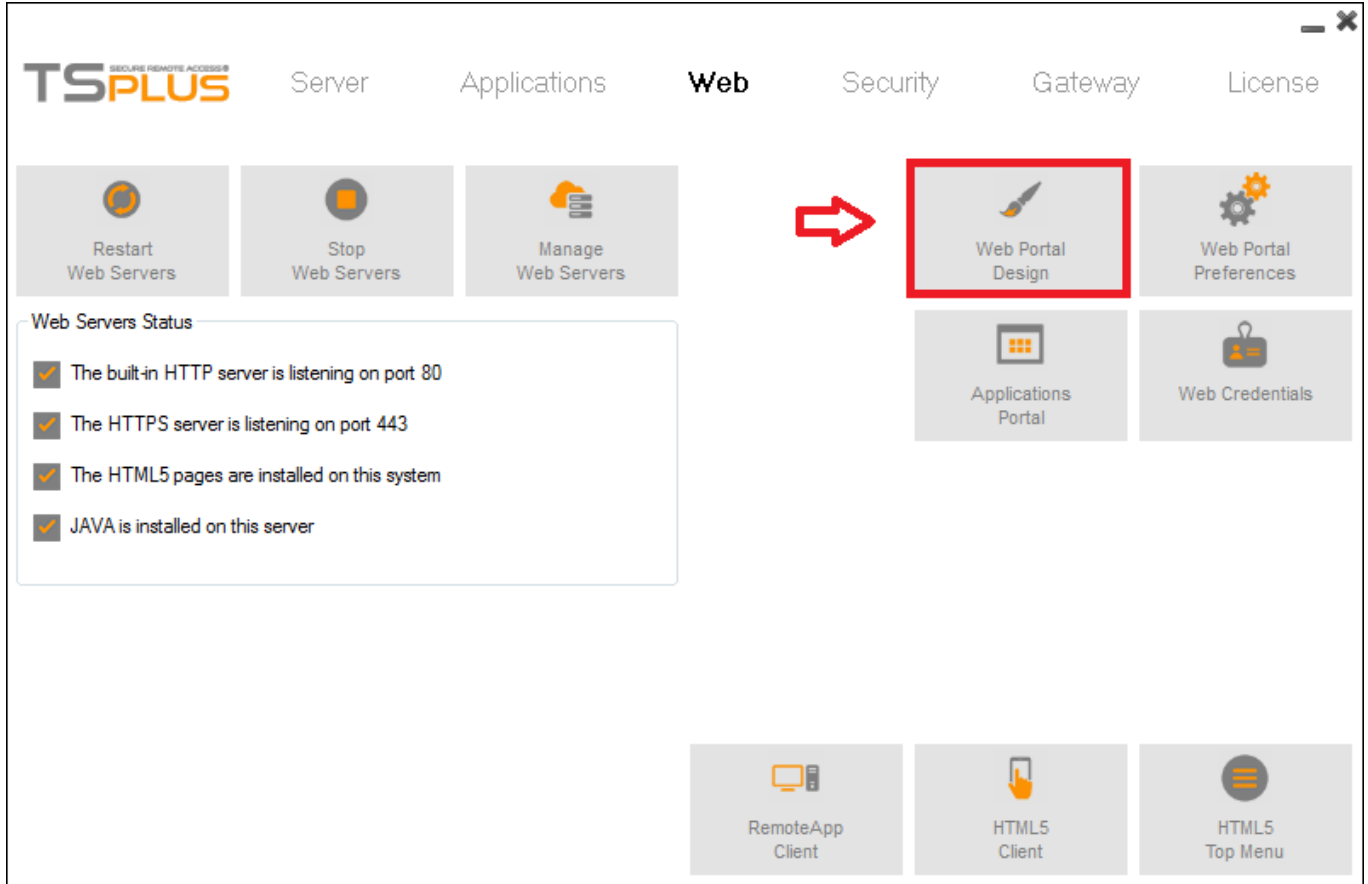 TSPLUS
SECURE REMOTE ACCESS®
Server
Applications
Web
Security
Gateway
License
Restart
Web Servers
Stop
Web Servers
Manage
Web Servers
Web Portal
Design
Web Portal
Preferences
Web Servers Status
The built-in HTTP server is listening on port 80
The HTTPS server is listening on port 443
The HTML5 pages are installed on this system
JAVA is installed on this server
Applications
Portal
Web Credentials
RemoteApp
Client
HTML5
Client
HTML5
Top Menu